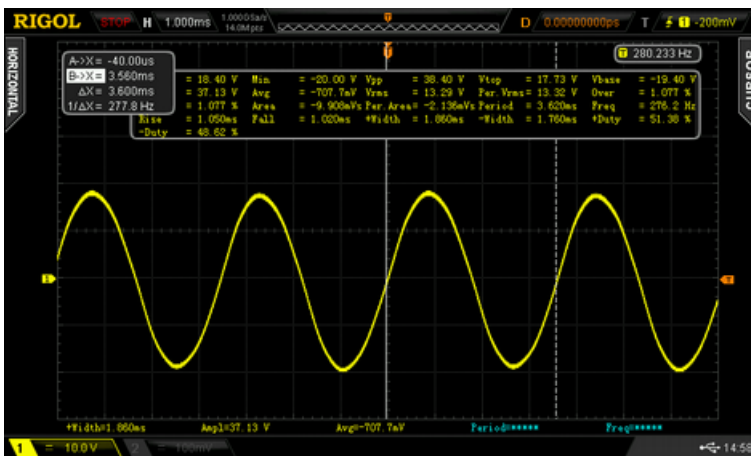 RIGOL STOP H 1.000ms 1.000GSa/s 14.0Mpts D 0.00000000ps T 1 -200mV
HORIZONTAL
T 280.233 Hz
A->X= -40.00us
B->X= 3.560ms
ΔX= 3.600ms
1/ΔX= 277.8 Hz
= 18.40 V Min = -20.00 V Vpp = 38.40 V Vtop = 17.73 V Vbase = -19.40 V
= 37.13 V Avg = -707.7mV Vrms = 13.29 V Per.Vrms= 13.32 V Over = 1.077 %
= 1.077 % Area = -9.908mVs Per.Area= -2.136mVs Period = 3.620ms Freq = 276.2 Hz
Rise = 1.050ms Fall = 1.020ms +Width = 1.860ms -Width = 1.760ms +Duty = 51.38 %
-Duty = 48.62 %
1
T
+Width=1.860ms Ampl=37.13 V Avg=-707.7mV Period=***** Freq=*****
1 = 10.0V 2 = 100mV 14:58